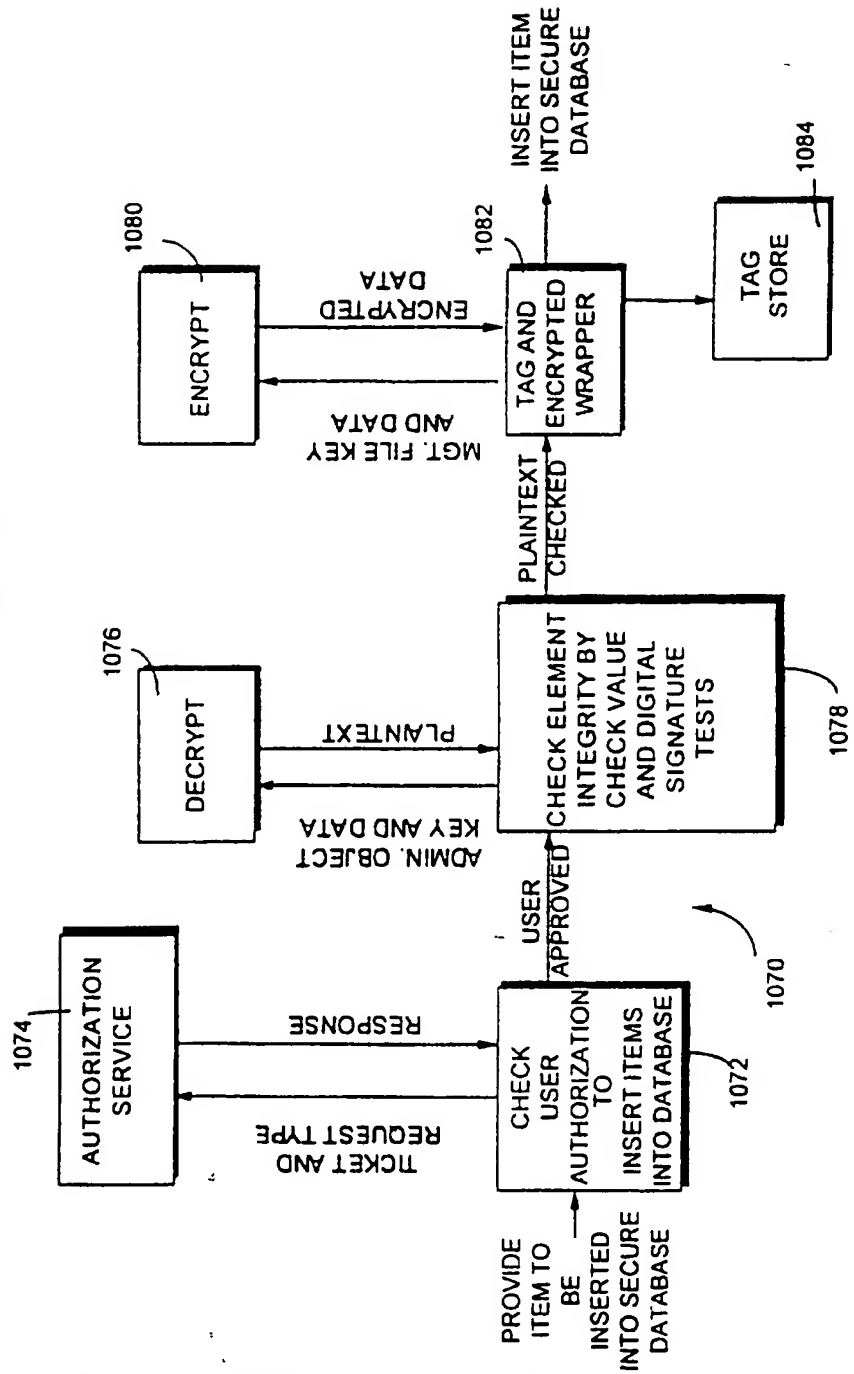 1074
AUTHORIZATION
SERVICE
TICKET AND
REQUEST TYPE
RESPONSE
PROVIDE
ITEM TO
BE
INSERTED
INTO SECURE
DATABASE
CHECK
USER
AUTHORIZATION
TO
INSERT ITEMS
INTO DATABASE
1072
USER
APPROVED
1070
1076
DECRYPT
ADMIN. OBJECT
KEY AND DATA
PLAINTEXT
CHECK ELEMENT
INTEGRITY BY
CHECK VALUE
AND DIGITAL
SIGNATURE
TESTS
1078
PLAINTEXT
CHECKED
1080
ENCRYPT
MGT. FILE KEY
AND DATA
ENCRYPTED
DATA
1082
TAG AND
ENCRYPTED
WRAPPER
INSERT ITEM
INTO SECURE
DATABASE
TAG
STORE
1084